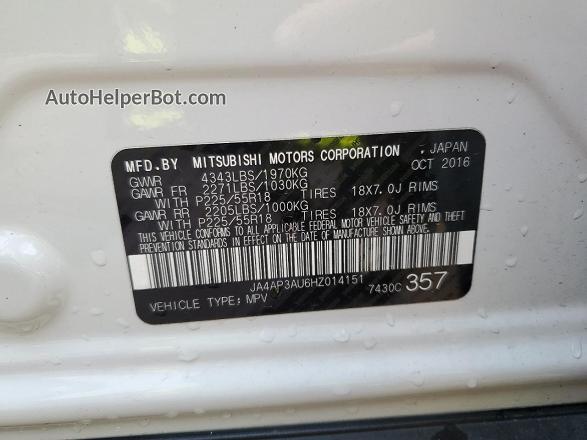 AutoHelperBot.com
MFD.BY MITSUBISHI MOTORS CORPORATION , JAPAN
GVWR 4343LBS/1970KG OCT 2016
GAWR FR 2271LBS/1030KG
WITH P225/55R18 TIRES 18X7.0J RIMS
GAWR RR 2205LBS/1000KG
WITH P225/55R18 TIRES 18X7.0J RIMS
THIS VEHICLE CONFORMS TO ALL APPLICABLE FEDERAL MOTOR VEHICLE SAFETY AND THEFT
PREVENTION STANDARDS IN EFFECT ON THE DATE OF MANUFACTURE SHOWN ABOVE.
JA4AP3AU6HZ014151
VEHICLE TYPE; MPV 7430C 357
AutoHelperBot.com